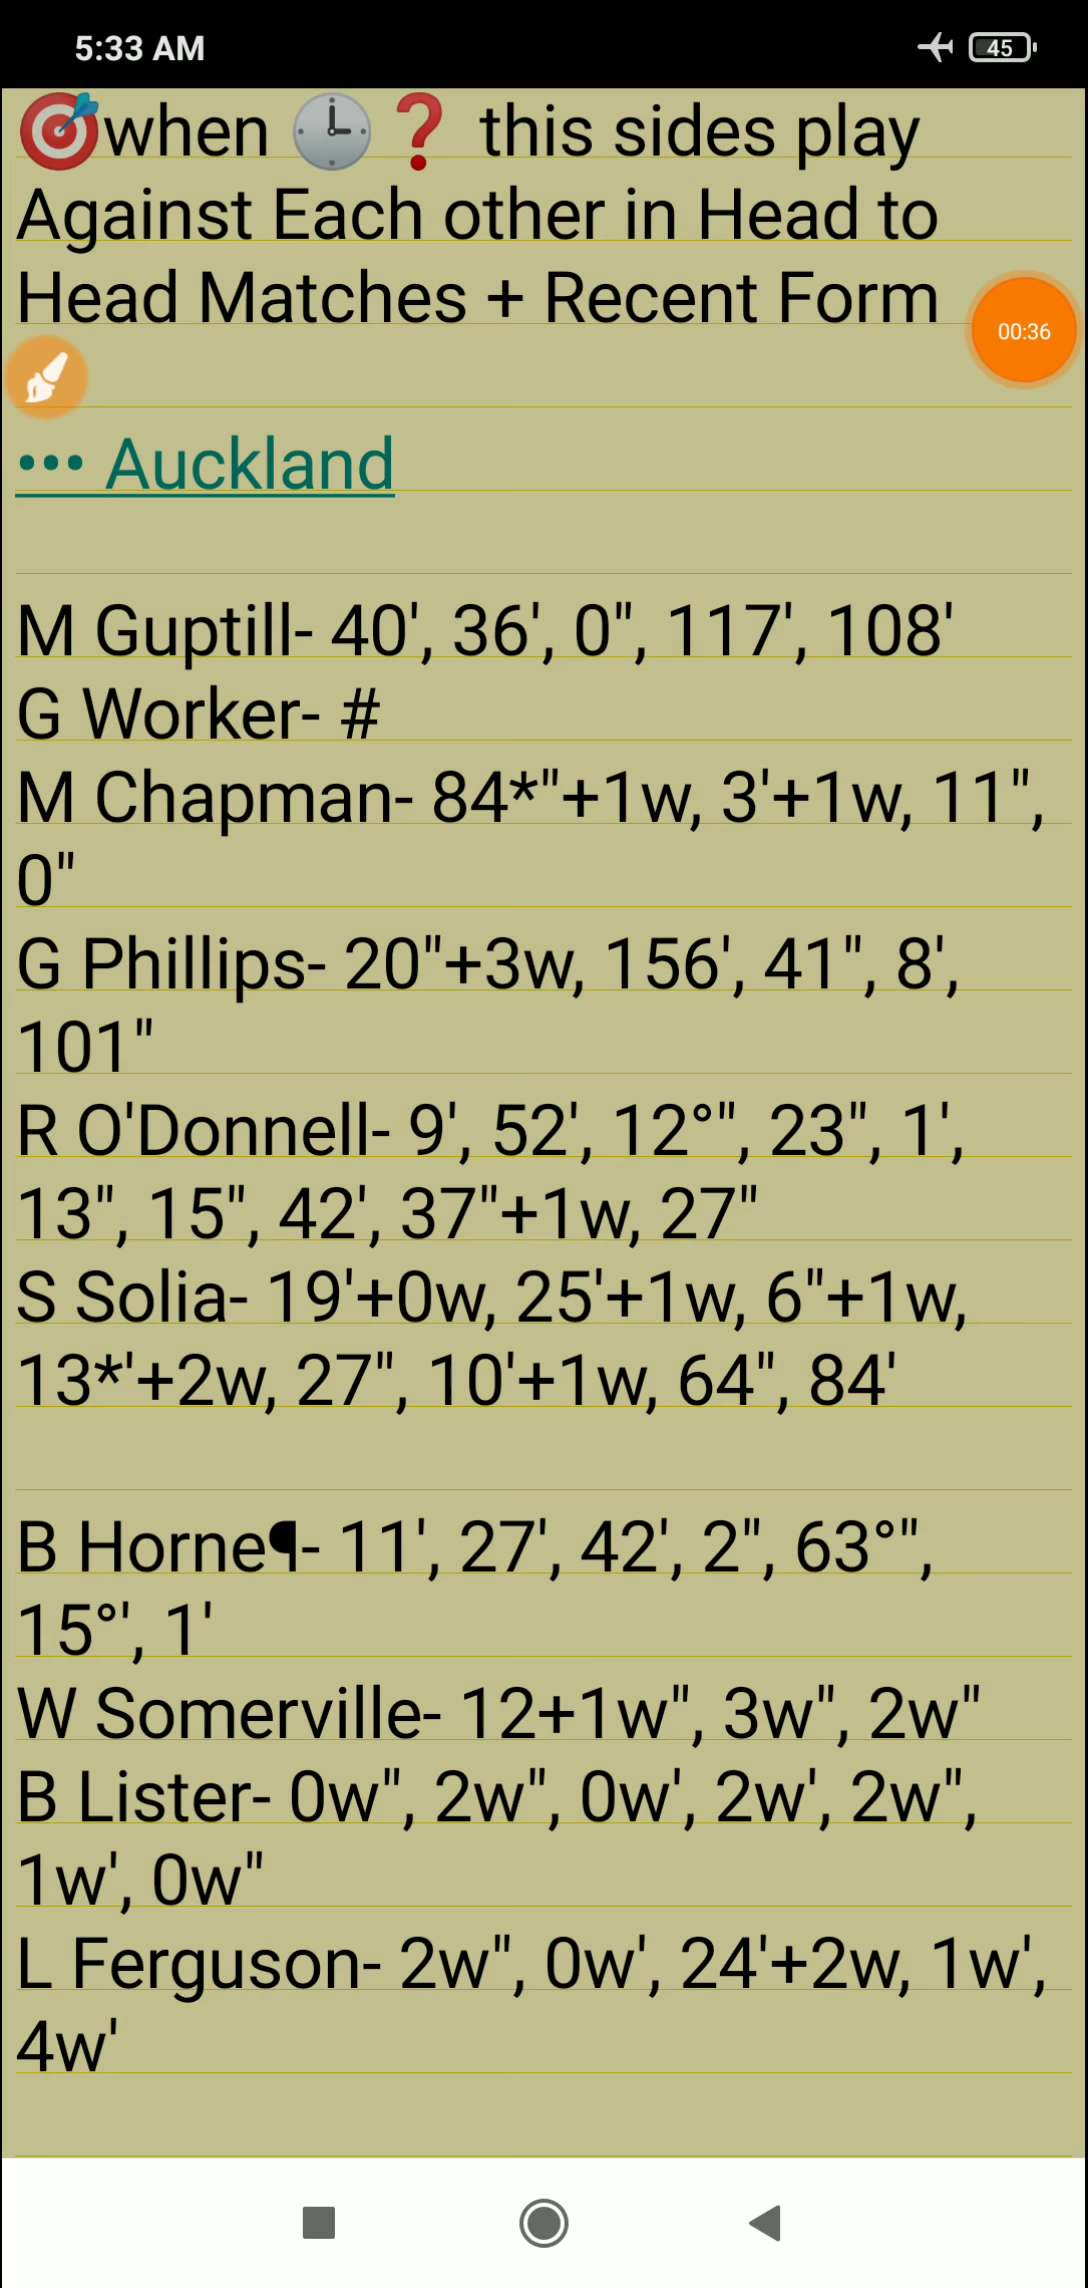 5:33 AM
45
🎯when 🕒❓ this sides play
Against Each other in Head to
Head Matches + Recent Form
00:36
••• Auckland
M Guptill- 40', 36', 0", 117', 108'
G Worker- #
M Chapman- 84*"+1w, 3'+1w, 11",
0"
G Phillips- 20"+3w, 156', 41", 8',
101"
R O'Donnell- 9', 52', 12°", 23", 1',
13", 15", 42', 37"+1w, 27"
S Solia- 19'+0w, 25'+1w, 6"+1w,
13*'+2w, 27", 10'+1w, 64", 84'
B Horne¶- 11', 27', 42', 2", 63°",
15°', 1'
W Somerville- 12+1w", 3w", 2w"
B Lister- 0w", 2w", 0w', 2w', 2w",
1w', 0w"
L Ferguson- 2w", 0w', 24'+2w, 1w',
4w'